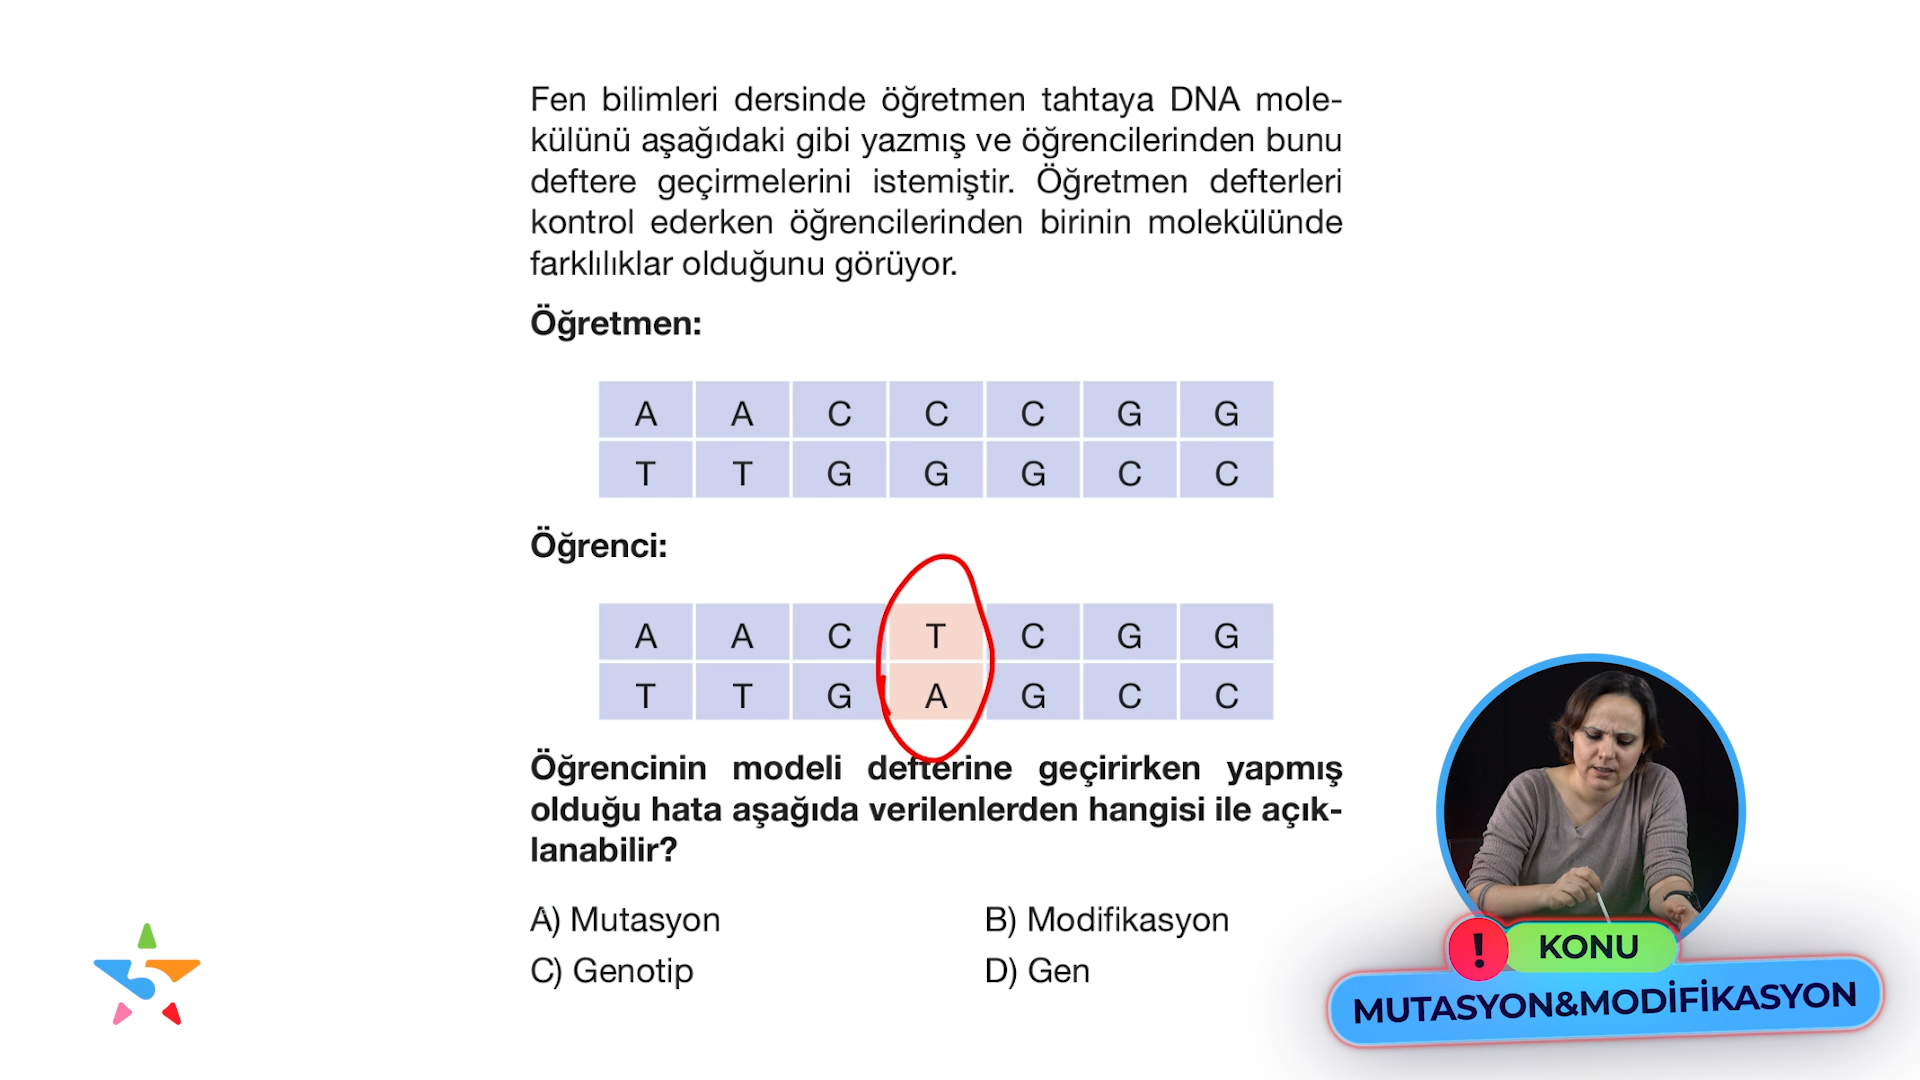 Fen bilimleri dersinde öğretmen tahtaya DNA mole-
külünü aşağıdaki gibi yazmış ve öğrencilerinden bunu
deftere geçirmelerini istemiştir. Öğretmen defterleri
kontrol ederken öğrencilerinden birinin molekülünde
farklılıklar olduğunu görüyor.
Öğretmen:
A A C C C G G
T T G G G C C
Öğrenci:
A A C T C G G
T T G A G C C
Öğrencinin modeli defterine geçirirken yapmış
olduğu hata aşağıda verilenlerden hangisi ile açık-
lanabilir?
A) Mutasyon B) Modifikasyon
C) Genotip D) Gen
5
! KONU
MUTASYON&MODİFİKASYON